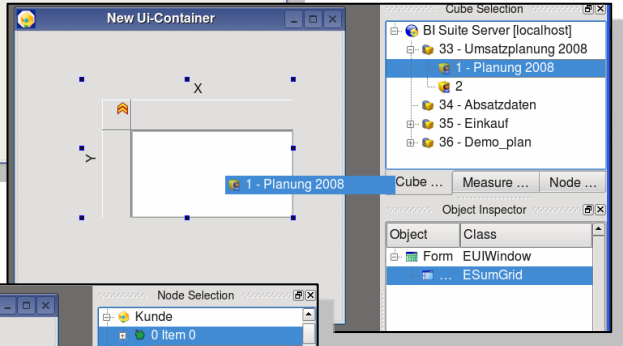 New Ui-Container
X
Y
1 - Planung 2008
Cube Selection
BI Suite Server [localhost]
33 - Umsatzplanung 2008
1 - Planung 2008
2
34 - Absatzdaten
35 - Einkauf
36 - Demo_plan
Cube ... Measure ... Node ...
Object Inspector
Object Class
Form EUIWindow
... ESumGrid
Node Selection
Kunde
0 Item 0